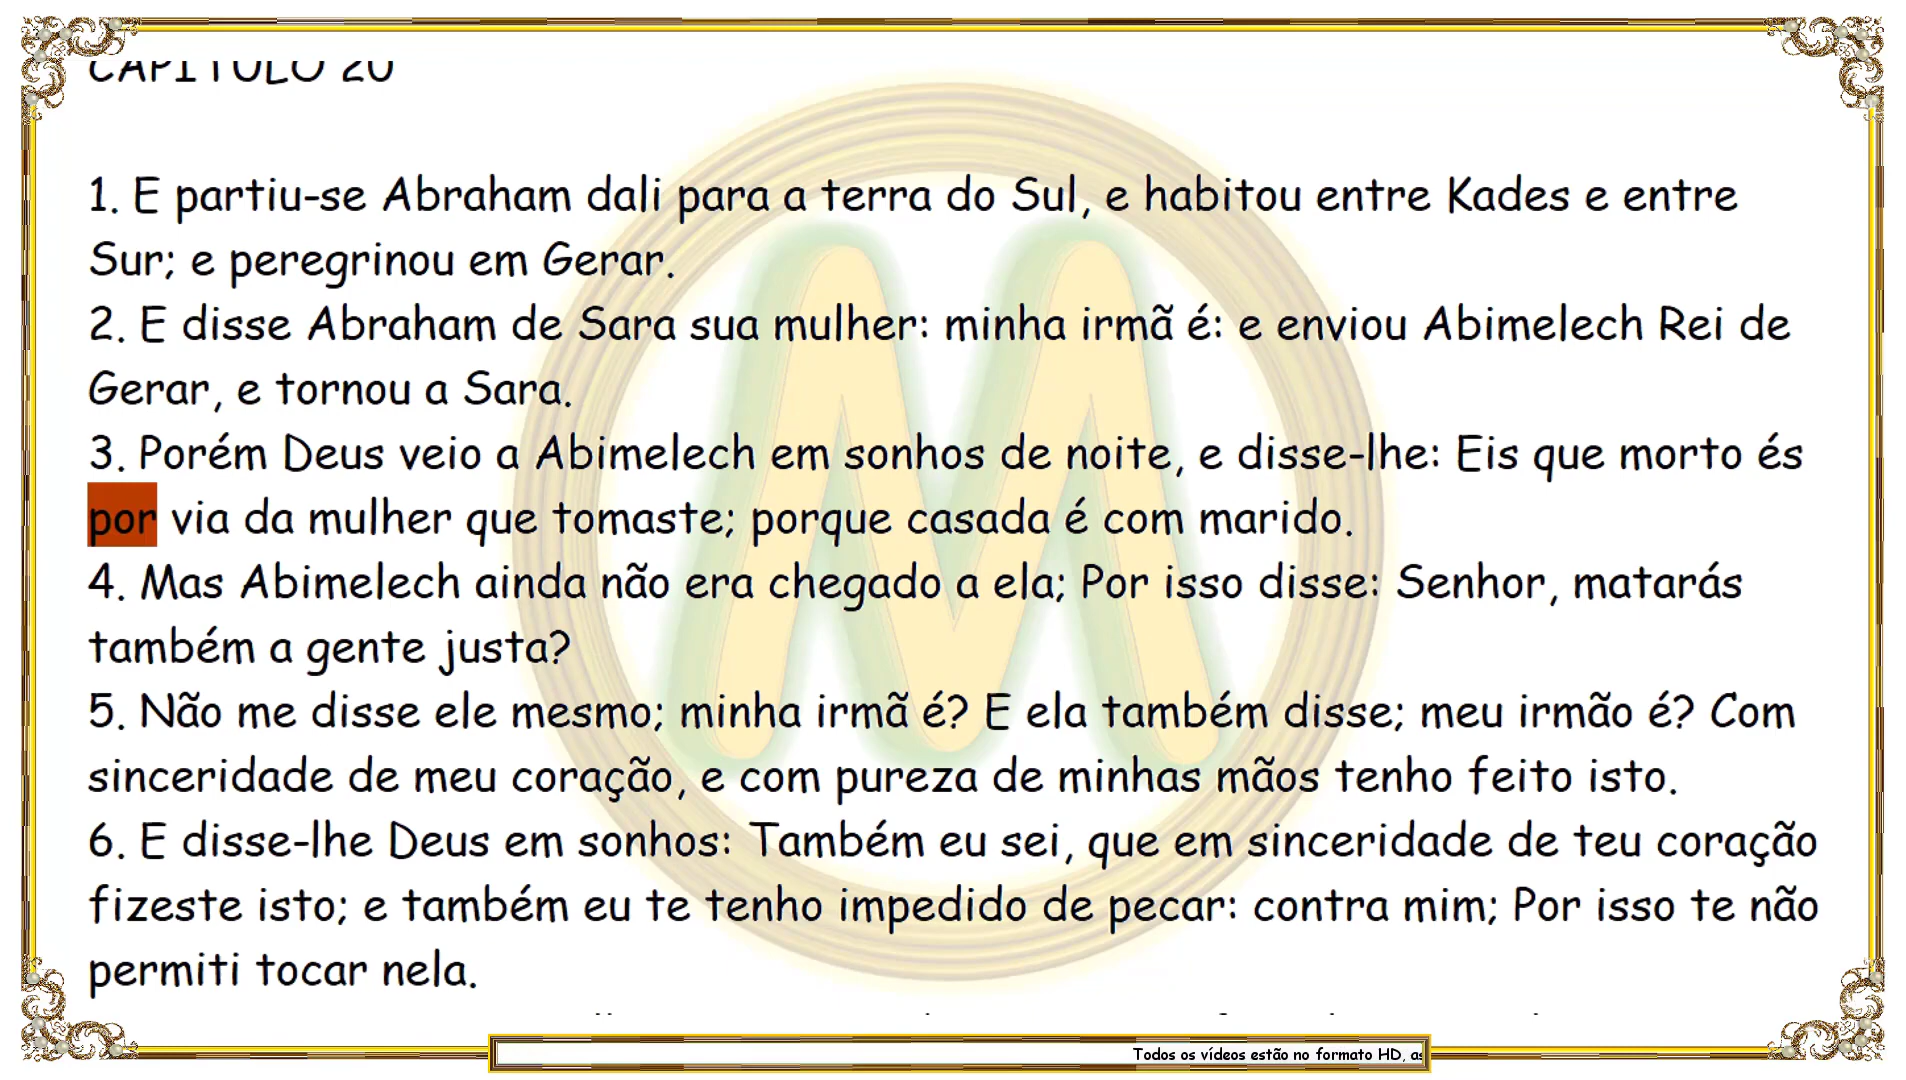 CAPÍTULO 20
1. E partiu-se Abraham dali para a terra do Sul, e habitou entre Kades e entre
Sur; e peregrinou em Gerar.
2. E disse Abraham de Sara sua mulher: minha irmã é: e enviou Abimelech Rei de
Gerar, e tornou a Sara.
3. Porém Deus veio a Abimelech em sonhos de noite, e disse-lhe: Eis que morto és
por via da mulher que tomaste; porque casada é com marido.
4. Mas Abimelech ainda não era chegado a ela; Por isso disse: Senhor, matarás
também a gente justa?
5. Não me disse ele mesmo; minha irmã é? E ela também disse; meu irmão é? Com
sinceridade de meu coração, e com pureza de minhas mãos tenho feito isto.
6. E disse-lhe Deus em sonhos: Também eu sei, que em sinceridade de teu coração
fizeste isto; e também eu te tenho impedido de pecar: contra mim; Por isso te não
permiti tocar nela.
Todos os vídeos estão no formato HD, as